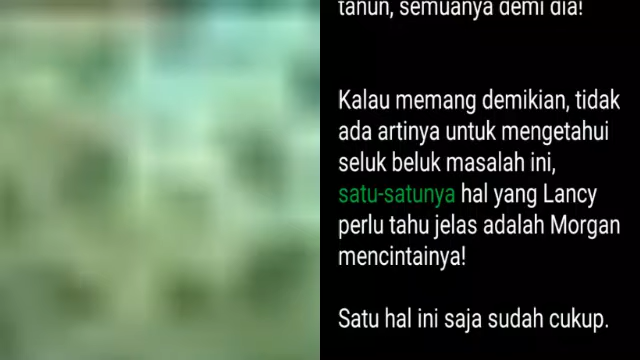 tahun, semuanya demi dia!
Kalau memang demikian, tidak
ada artinya untuk mengetahui
seluk beluk masalah ini,
satu-satunya hal yang Lancy
perlu tahu jelas adalah Morgan
mencintainya!
Satu hal ini saja sudah cukup.